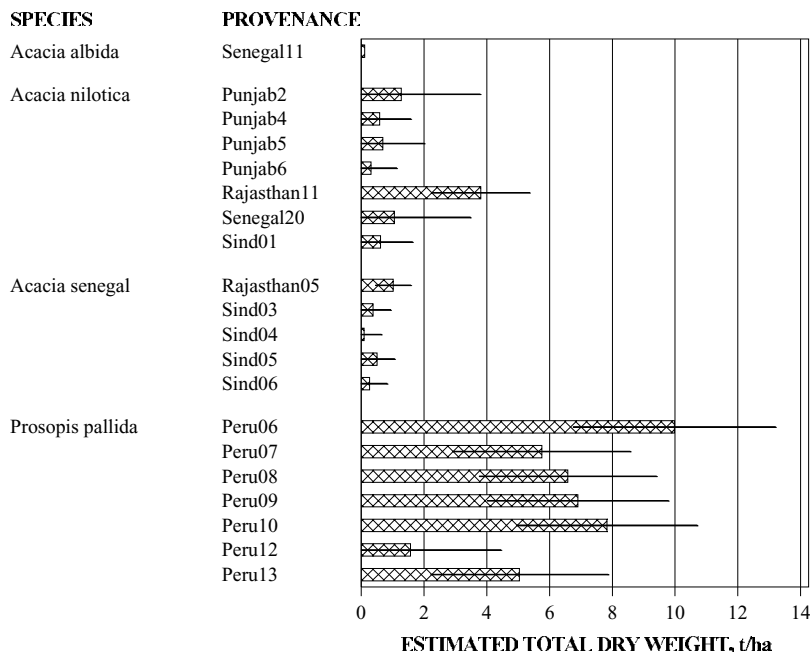 SPECIES PROVENANCE
Acacia albida Senegal11
Acacia nilotica Punjab2
Punjab4
Punjab5
Punjab6
Rajasthan11
Senegal20
Sind01
Acacia senegal Rajasthan05
Sind03
Sind04
Sind05
Sind06
Prosopis pallida Peru06
Peru07
Peru08
Peru09
Peru10
Peru12
Peru13
0 2 4 6 8 10 12 14
ESTIMATED TOTAL DRY WEIGHT, t/ha